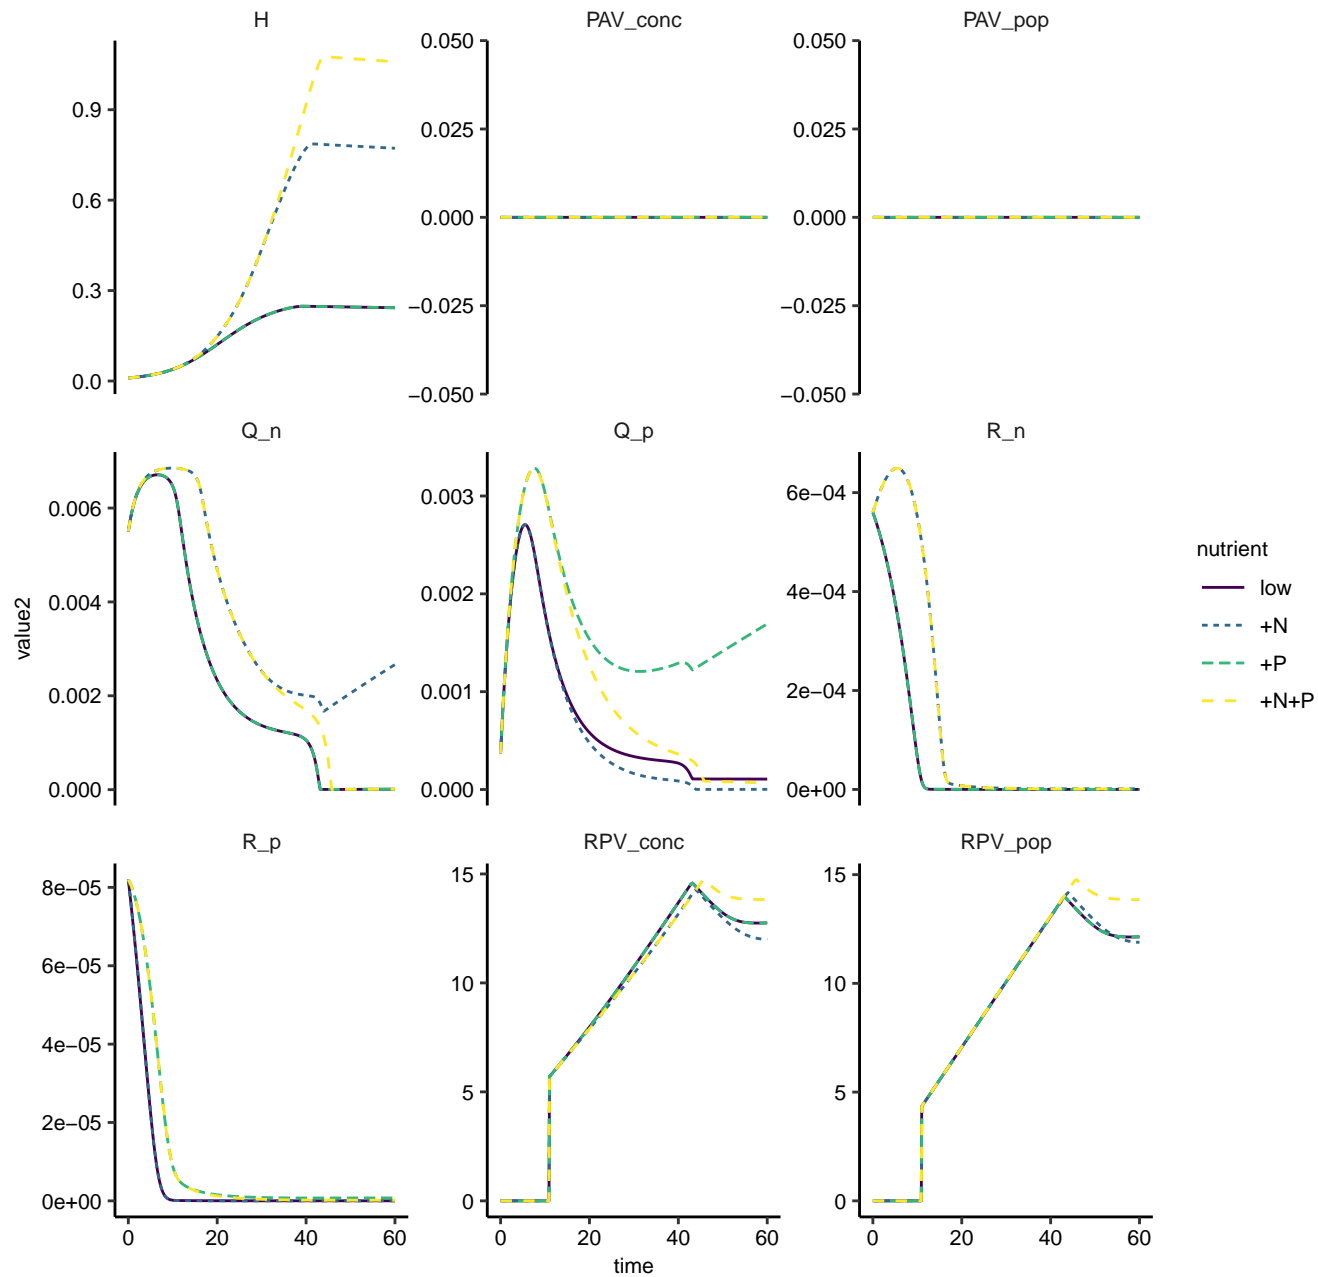 H
PAV_conc
PAV_pop
0.9
0.6
0.3
0.0
0.050
0.025
0.000
−0.025
−0.050
0.050
0.025
0.000
−0.025
−0.050
Q_n
Q_p
R_n
0.006
0.004
0.002
0.000
0.003
0.002
0.001
0.000
6e−04
4e−04
2e−04
0e+00
value2
nutrient
low
+N
+P
+N+P
R_p
RPV_conc
RPV_pop
8e−05
6e−05
4e−05
2e−05
0e+00
15
10
5
0
15
10
5
0
0 20 40 60
0 20 40 60
0 20 40 60
time